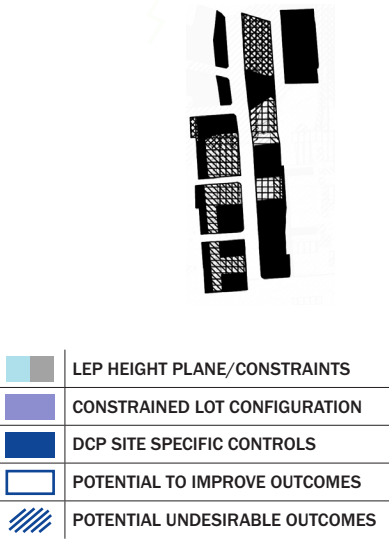 LEP HEIGHT PLANE/CONSTRAINTS
CONSTRAINED LOT CONFIGURATION
DCP SITE SPECIFIC CONTROLS
POTENTIAL TO IMPROVE OUTCOMES
POTENTIAL UNDESIRABLE OUTCOMES